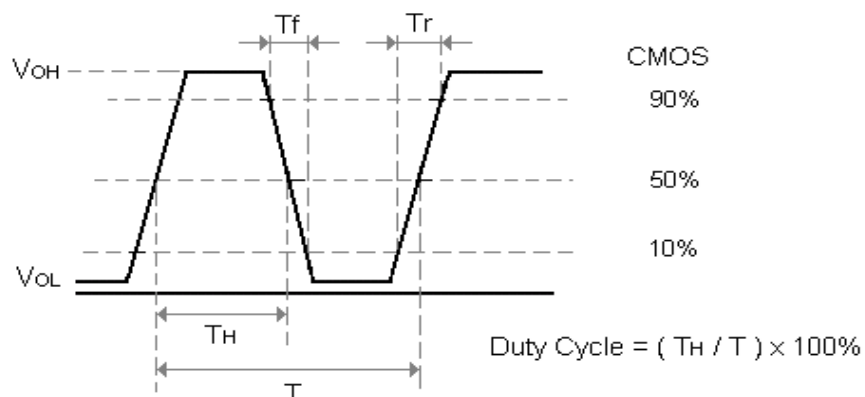 Tf
Tr
VOH
CMOS
90%
50%
10%
VOL
TH
Duty Cycle = ( TH / T ) × 100%
T